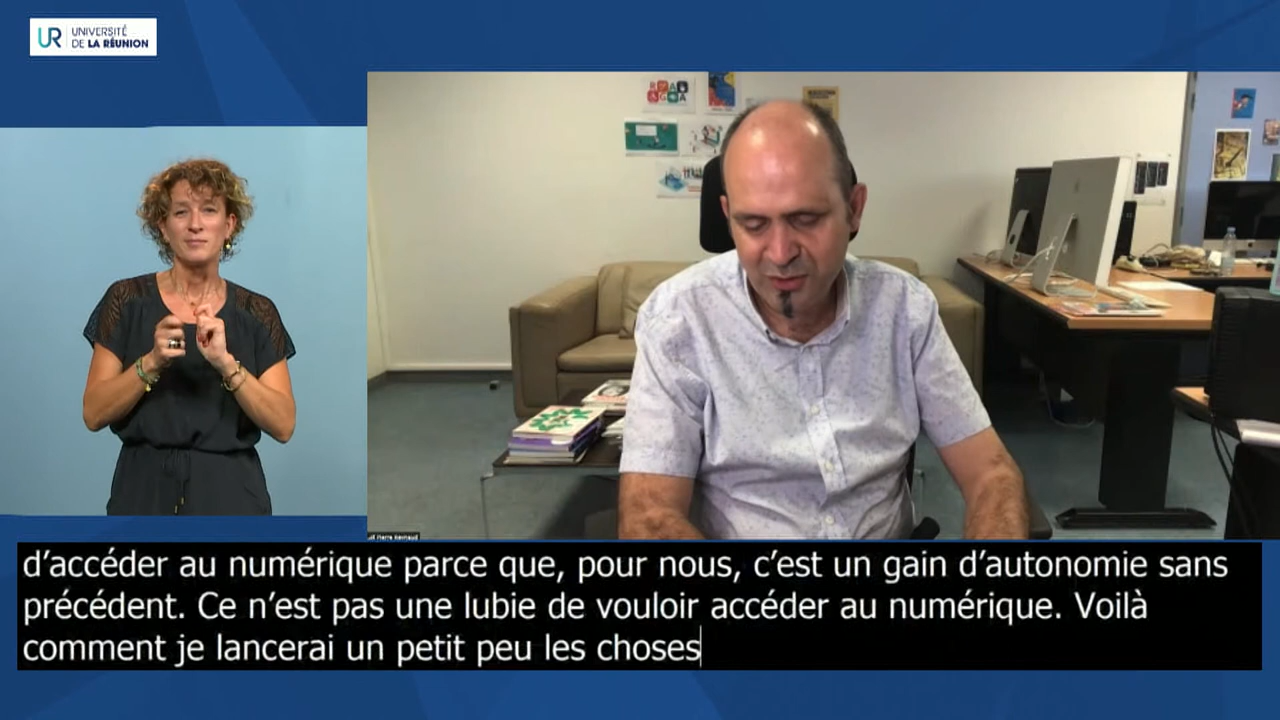 UR UNIVERSITÉ
DE LA RÉUNION
d’accéder au numérique parce que, pour nous, c’est un gain d’autonomie sans
précédent. Ce n’est pas une lubie de vouloir accéder au numérique. Voilà
comment je lancerai un petit peu les choses